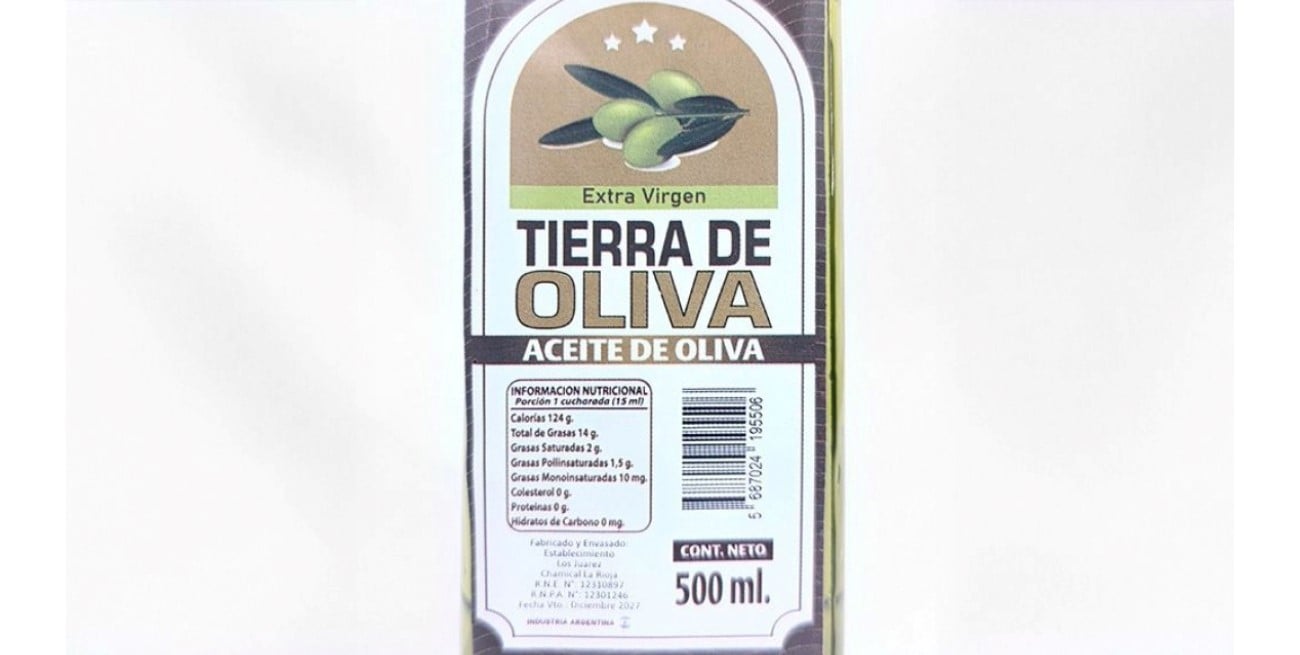 Extra Virgen
TIERRA DE
OLIVA
ACEITE DE OLIVA
INFORMACION NUTRICIONAL
Porción 1 cucharada (15 ml)
Calorías 124 g.
Total de Grasas 14 g.
Grasas Saturadas 2 g.
Grasas Pollinsaturadas 1,5 g.
Grasas Monoinsaturadas 10 mg.
Colesterol 0 g.
Proteinas 0 g.
Hidratos de Carbono 0 mg.
Fabricado y Envasado:
Establecimiento
Los Juarez
Chamical La Rioja
R.N.E. N°: 12310897
R.N.P.A. N°: 12301246
Fecha Vto.: Diciembre 2027
INDUSTRIA ARGENTINA
5 687024 195506
CONT. NETO
500 ml.